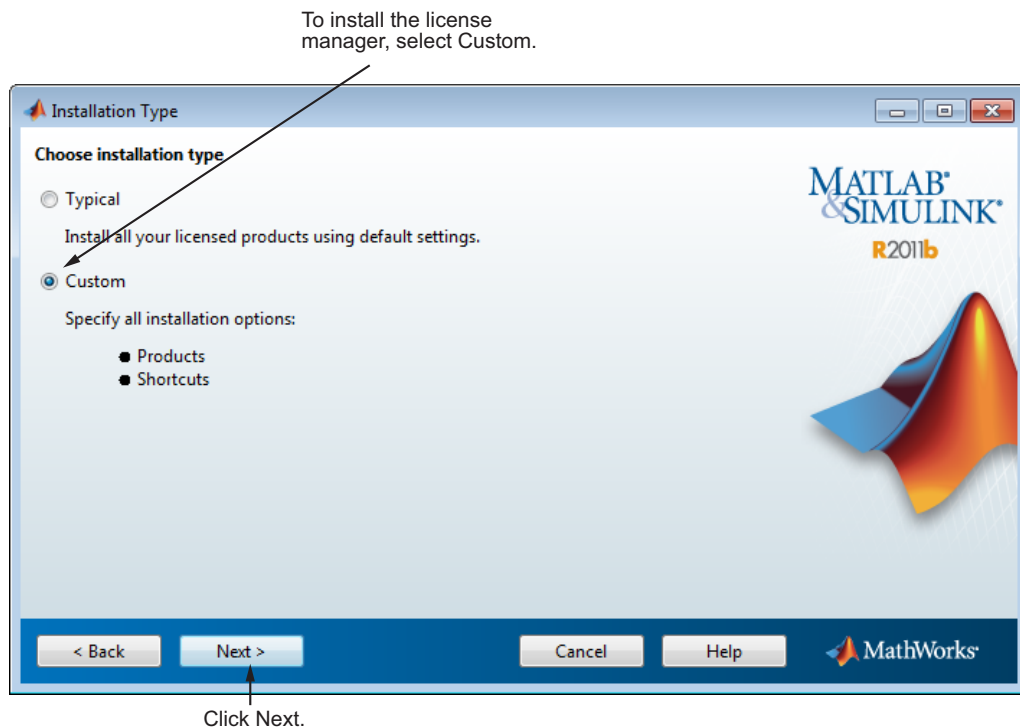 To install the license
manager, select Custom.
Installation Type
Choose installation type
Typical
Install all your licensed products using default settings.
Custom
Specify all installation options:
Products
Shortcuts
MATLAB®
&SIMULINK®
R2011b
< Back
Next >
Cancel
Help
MathWorks®
Click Next.